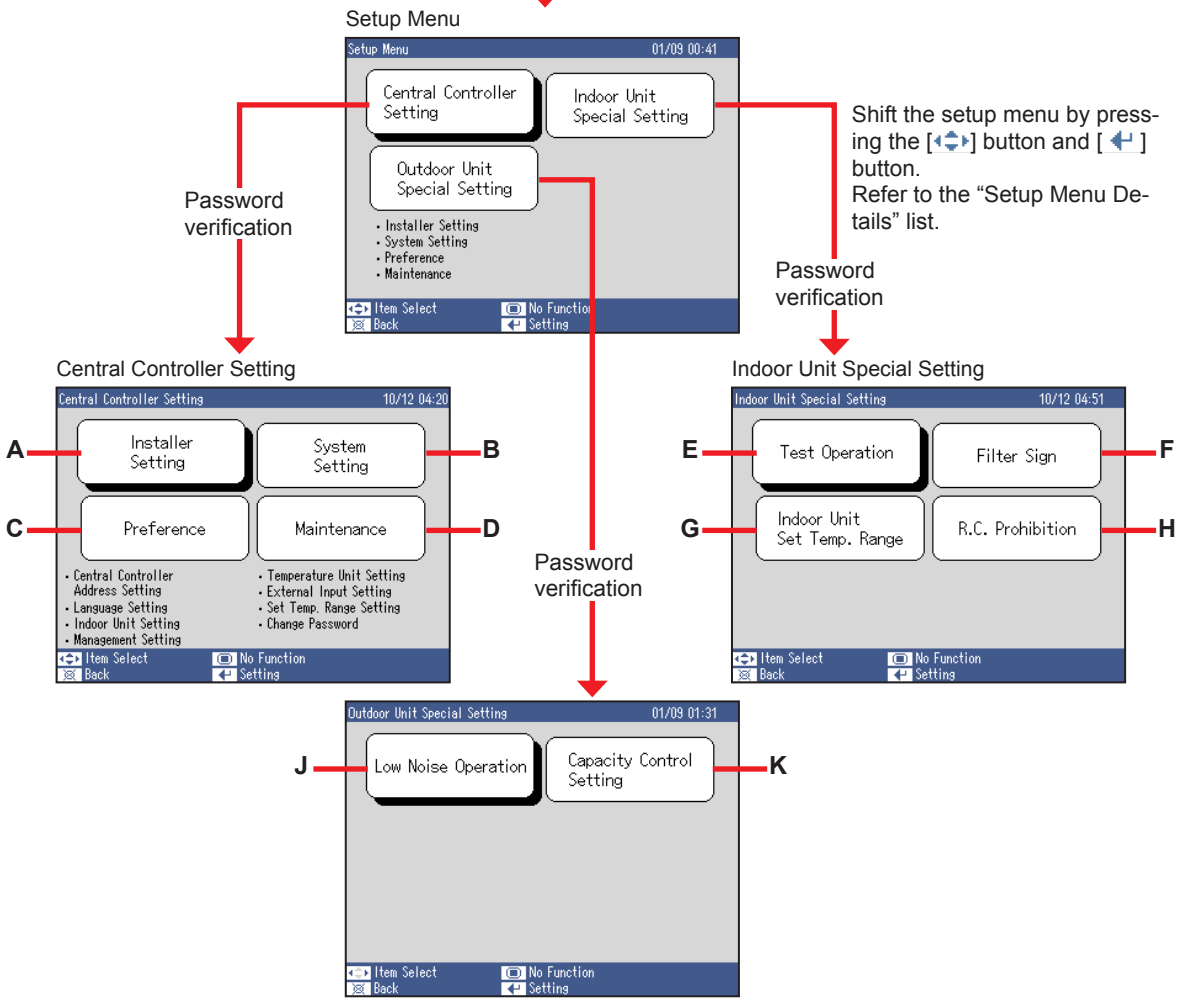 Setup Menu
Setup Menu 01/09 00:41
Central Controller
Setting
Indoor Unit
Special Setting
Outdoor Unit
Special Setting
・Installer Setting
・System Setting
・Preference
・Maintenance
Item Select No Function
Back Setting
Shift the setup menu by press-
ing the [ ] button and [ ]
button.
Refer to the “Setup Menu De-
tails” list.
Password
verification
Password
verification
Password
verification
Central Controller Setting
Central Controller Setting 10/12 04:20
A
Installer
Setting
System
Setting
B
C
Preference
Maintenance
D
・Central Controller
Address Setting
・Language Setting
・Indoor Unit Setting
・Management Setting
・Temperature Unit Setting
・External Input Setting
・Set Temp. Range Setting
・Change Password
Item Select No Function
Back Setting
Indoor Unit Special Setting
Indoor Unit Special Setting 10/12 04:51
E
Test Operation
Filter Sign
F
G
Indoor Unit
Set Temp. Range
R.C. Prohibition
H
Item Select No Function
Back Setting
Outdoor Unit Special Setting 01/09 01:31
J
Low Noise Operation
Capacity Control
Setting
K
Item Select No Function
Back Setting